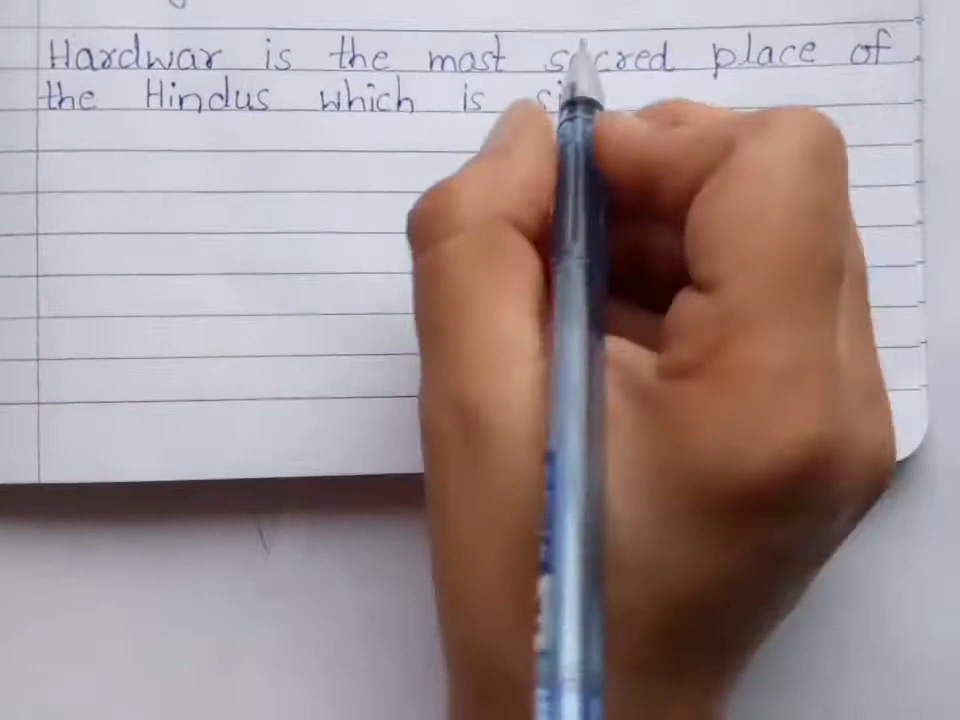 Hardwar is the most sacred place of
the Hindus which is